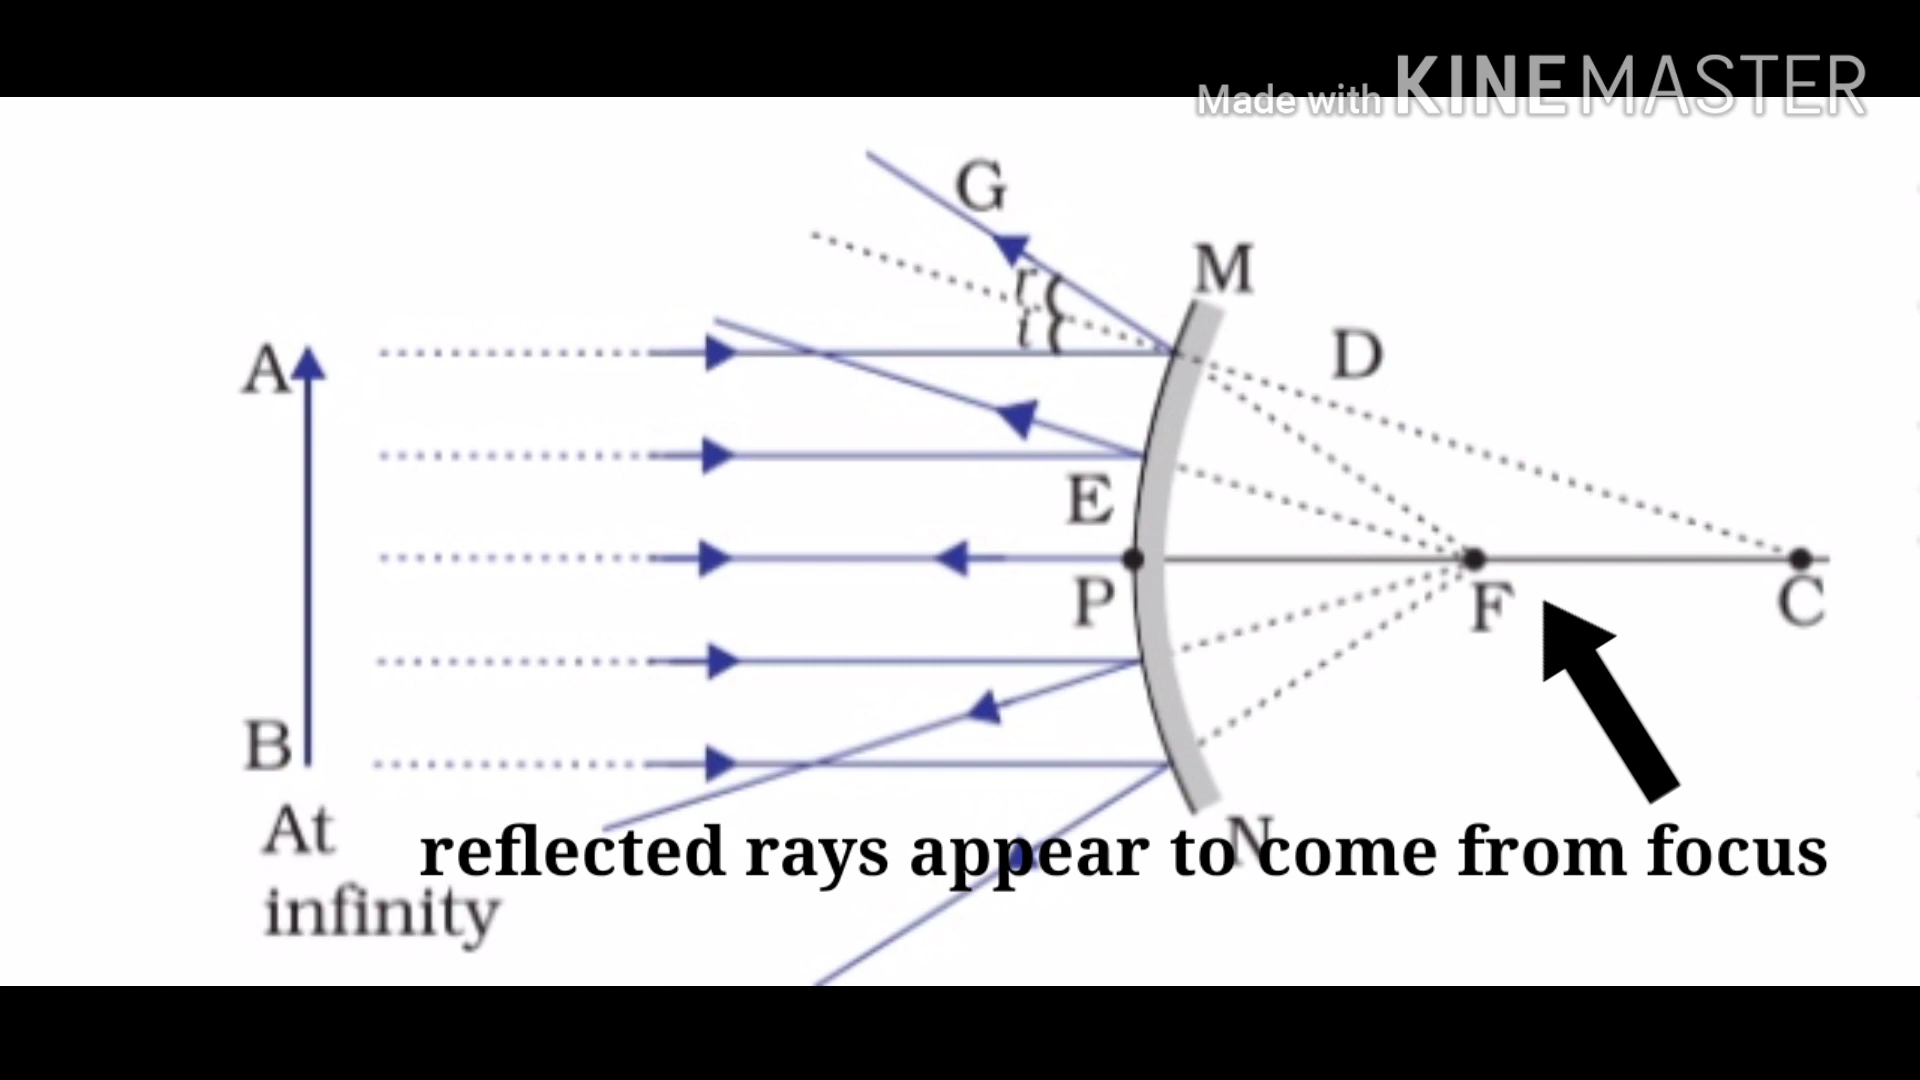 Made with KINEMASTER
G
M
r
i
D
A
E
P
F
C
B
N
At
infinity
reflected rays appear to come from focus